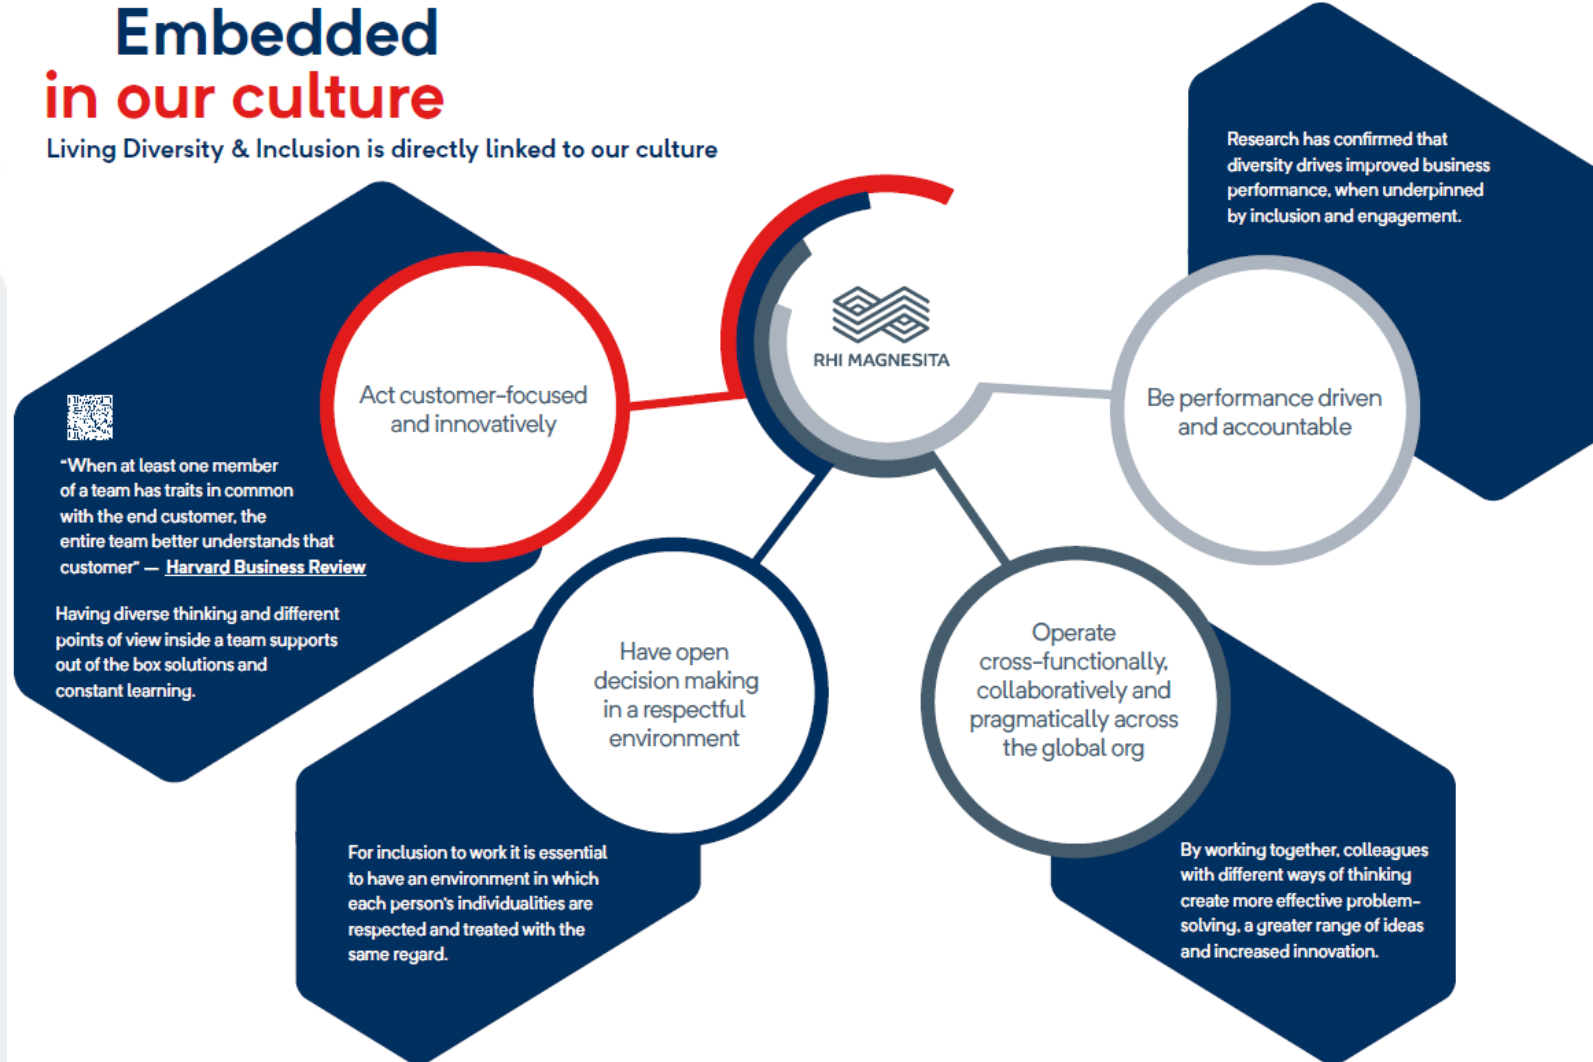 Embedded
in our culture
Living Diversity & Inclusion is directly linked to our culture
Research has confirmed that
diversity drives improved business
performance, when underpinned
by inclusion and engagement.
RHI MAGNESITA
Act customer-focused
and innovatively
Be performance driven
and accountable
“When at least one member
of a team has traits in common
with the end customer, the
entire team better understands that
customer” — Harvard Business Review
Having diverse thinking and different
points of view inside a team supports
out of the box solutions and
constant learning.
Have open
decision making
in a respectful
environment
Operate
cross-functionally,
collaboratively and
pragmatically across
the global org
For inclusion to work it is essential
to have an environment in which
each person's individualities are
respected and treated with the
same regard.
By working together, colleagues
with different ways of thinking
create more effective problem-
solving, a greater range of ideas
and increased innovation.